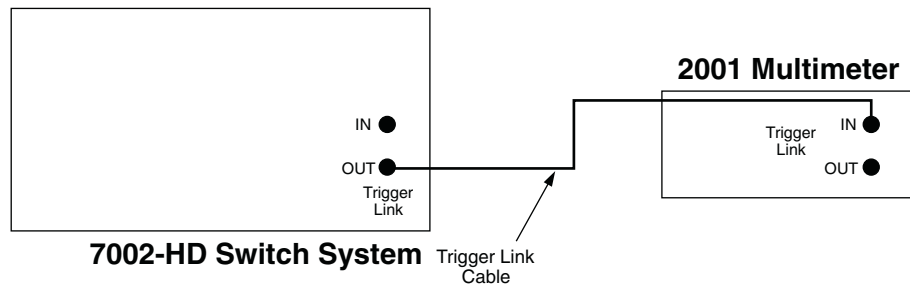 2001 Multimeter
IN
OUT
Trigger
Link
Trigger
Link
IN
OUT
7002-HD Switch System
Trigger Link
Cable